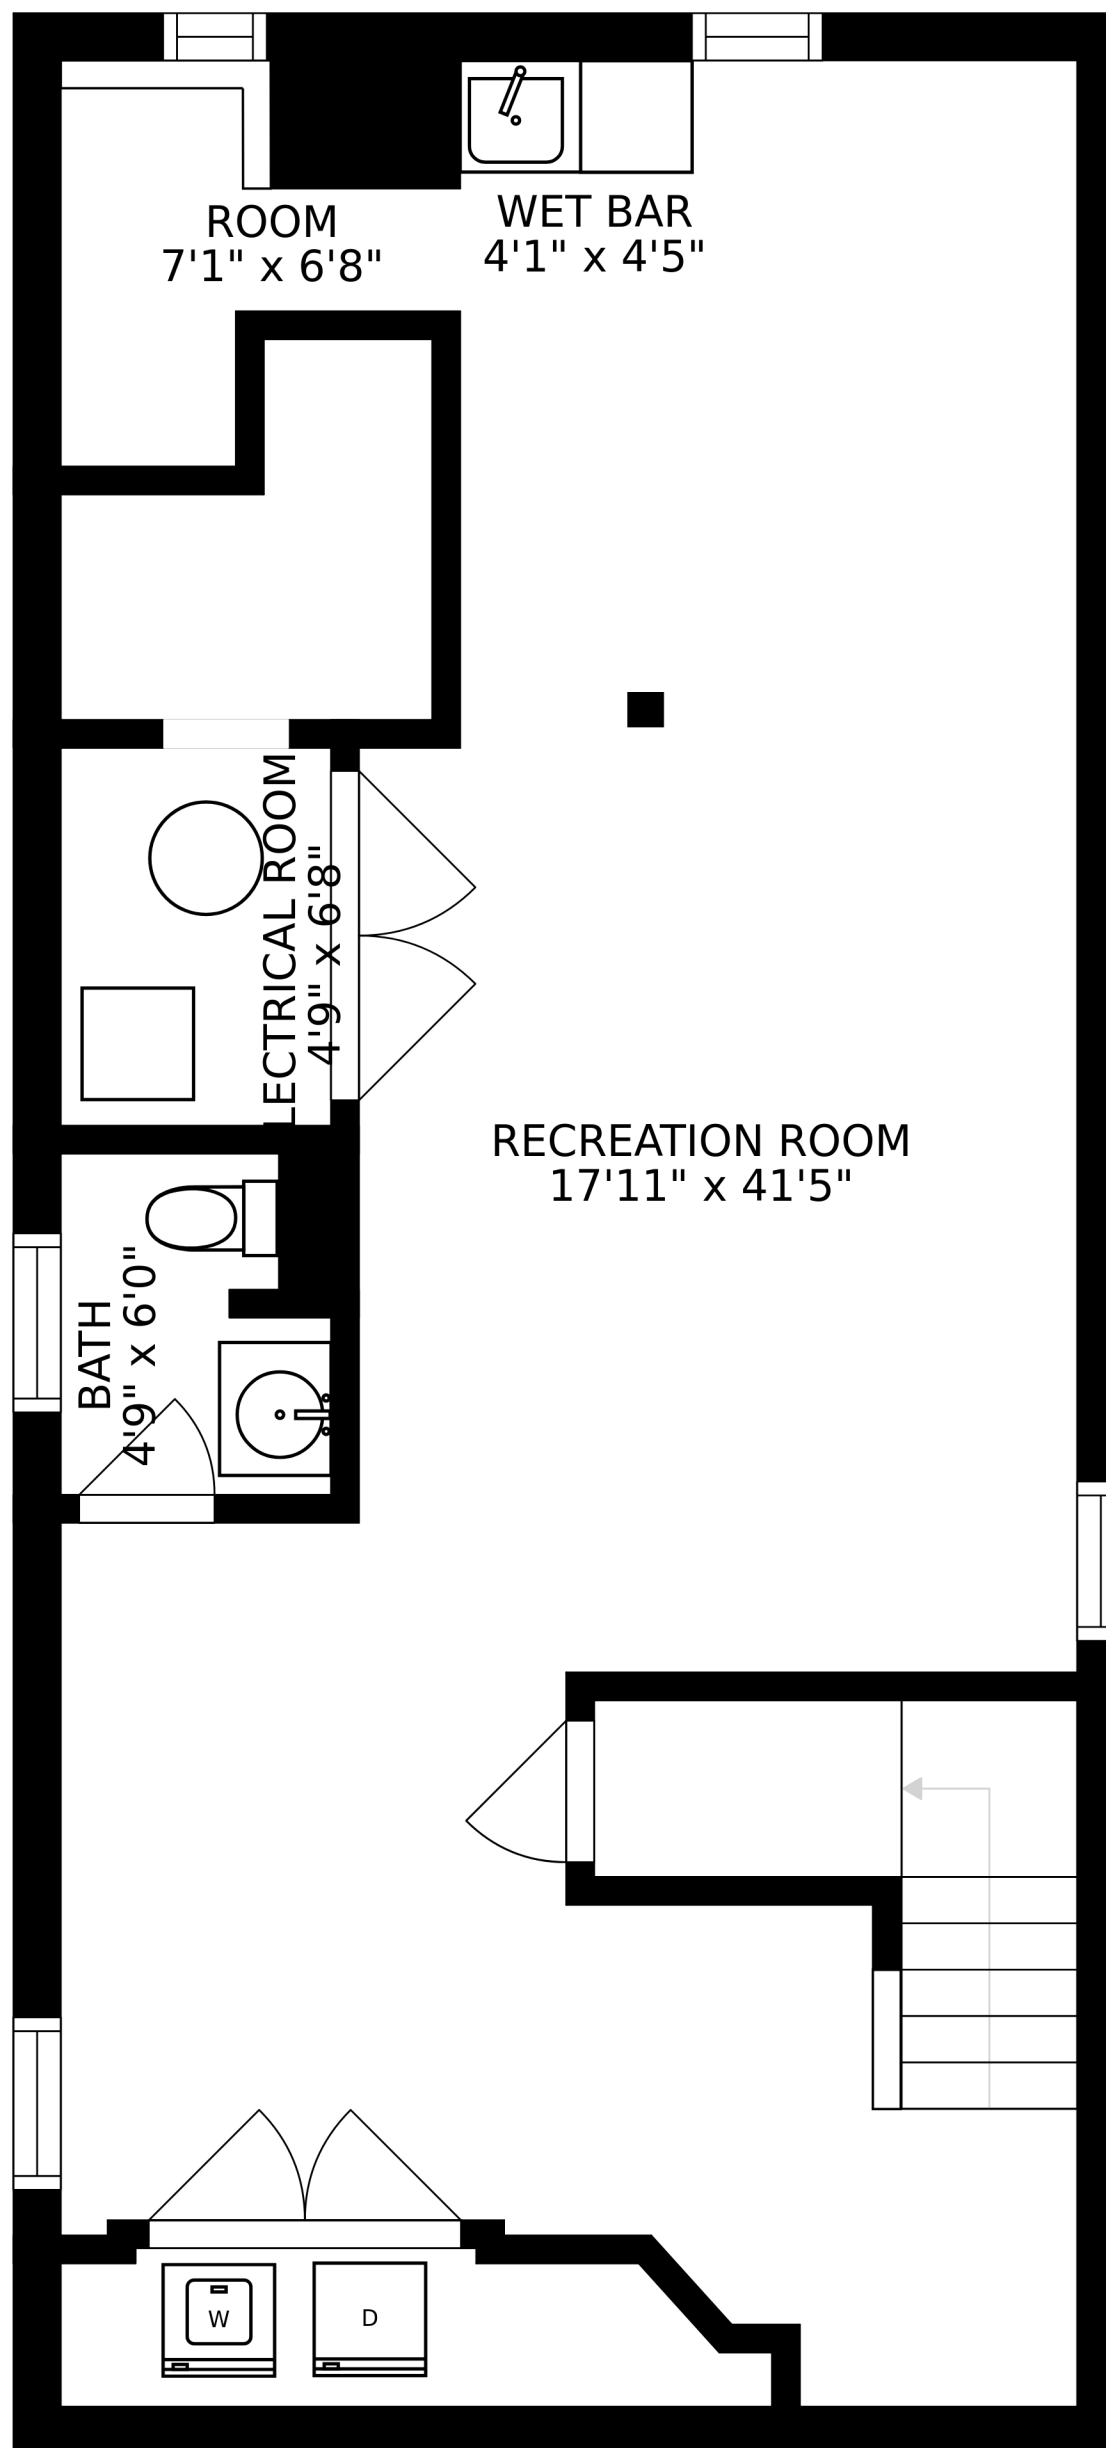 ROOM
7'1" x 6'8"
WET BAR
4'1" x 4'5"
LECTRICAL ROOM
4'9" x 6'8"
RECREATION ROOM
17'11" x 41'5"
BATH
4'9" x 6'0"
W
D